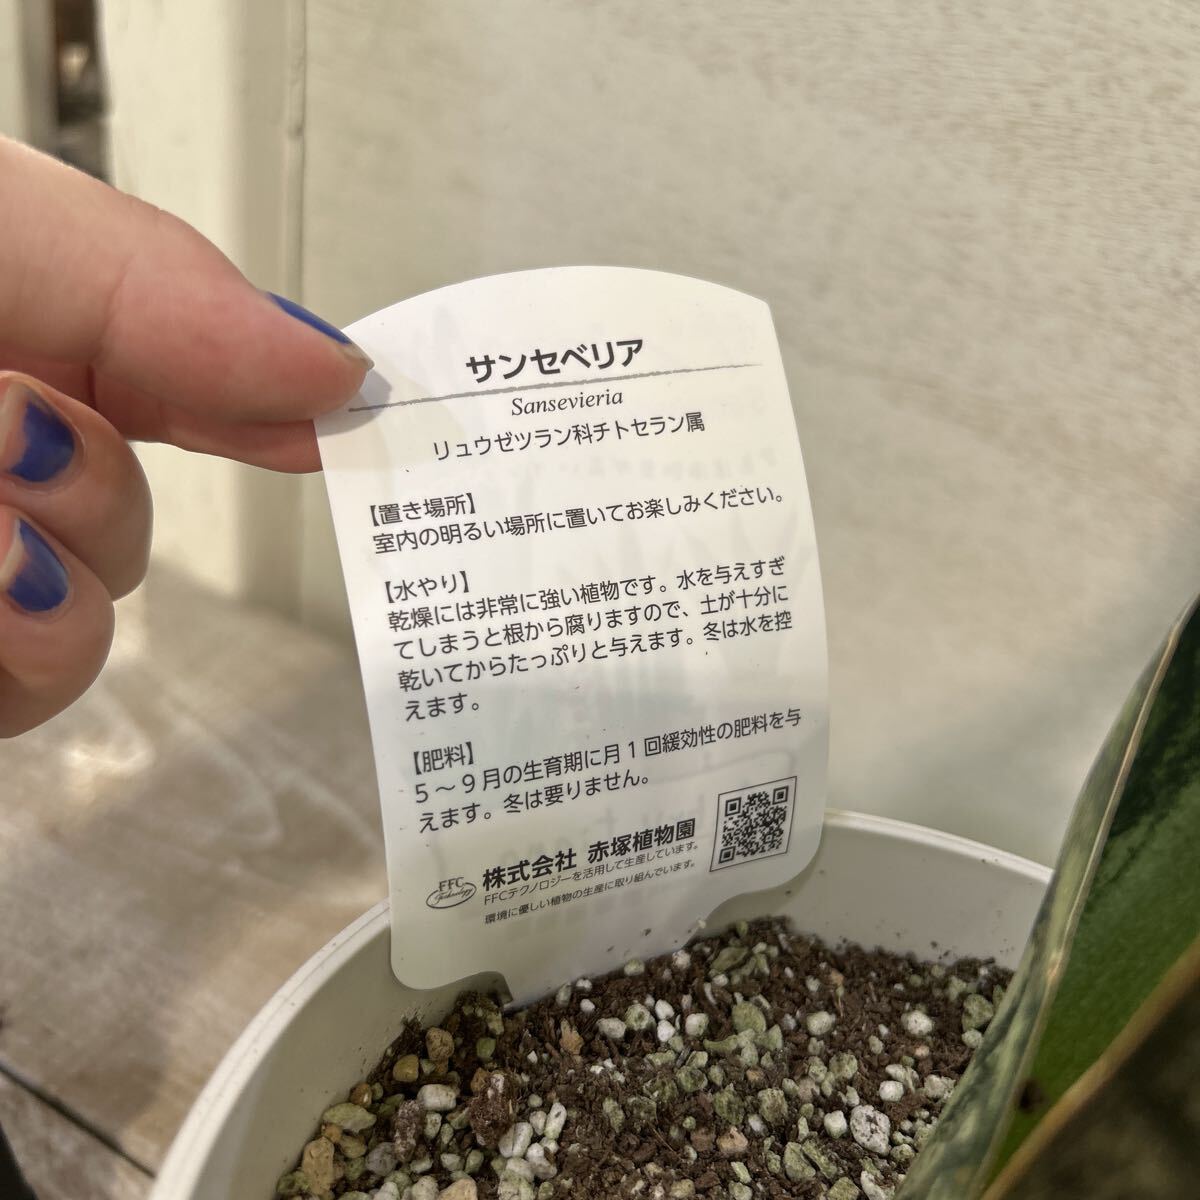 サンセベリア
Sansevieria
リュウゼツラン科チトセラン属
【置き場所】
室内の明るい場所に置いてお楽しみください。
【水やり】
乾燥には非常に強い植物です。水を与えすぎ
てしまうと根から腐りますので、土が十分に
乾いてからたっぷりと与えます。冬は水を控
えます。
【肥料】
5～9月の生育期に月1回緩効性の肥料を与
えます。冬は要りません。
株式会社 赤塚植物園
FFCテクノロジーを活用して生産しています。
環境に優しい植物の生産に取り組んでいます。
FFC
Technology